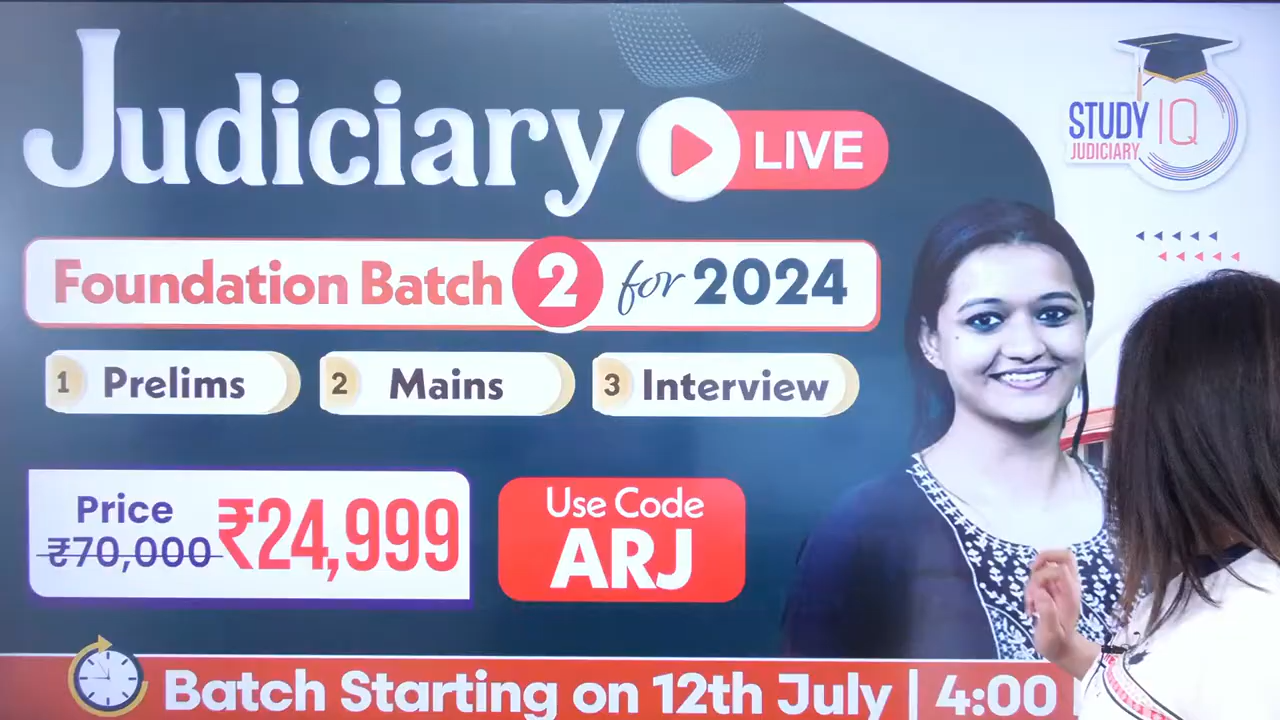 Judiciary LIVE
STUDY IQ
JUDICIARY
Foundation Batch 2 for 2024
1 Prelims 2 Mains 3 Interview
Price
₹70,000 ₹24,999
Use Code
ARJ
Batch Starting on 12th July | 4:00